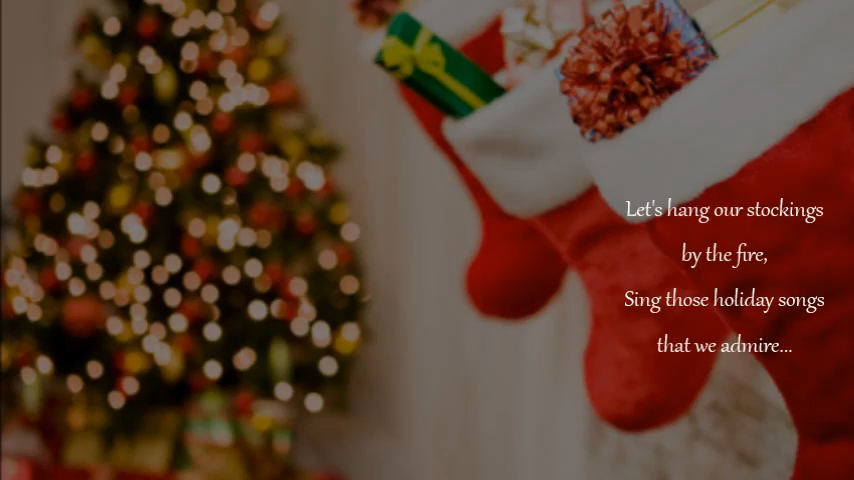 Let's hang our stockings
by the fire,
Sing those holiday songs
that we admire...